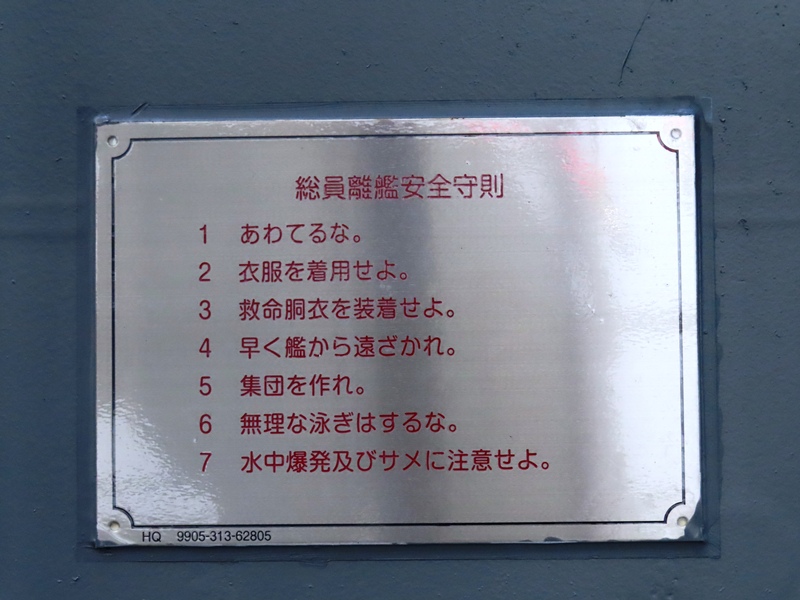 総員離艦安全守則
1 あわてるな。
2 衣服を着用せよ。
3 救命胴衣を装着せよ。
4 早く艦から遠ざかれ。
5 集団を作れ。
6 無理な泳ぎはするな。
7 水中爆発及びサメに注意せよ。
HQ 9905-313-62805